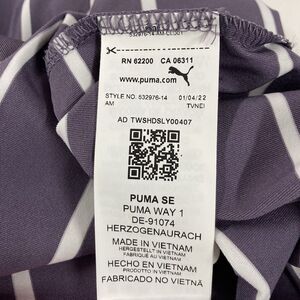 RN 62200 CA 06311
www.puma.com
PUMA
STYLE NO. 532976-14 01/04/22
AM TVNDI
AD TWSHDSLY00407
PUMA SE
PUMA WAY 1
DE-91074
HERZOGENAURACH
MADE IN VIETNAM
HERGESTELLT IN VIETNAM
FABRIQUÉ AU VIETNAM
HECHO EN VIETNAM
PRODOTTO IN VIETNAM
FABRICADO NO VIETNÃ